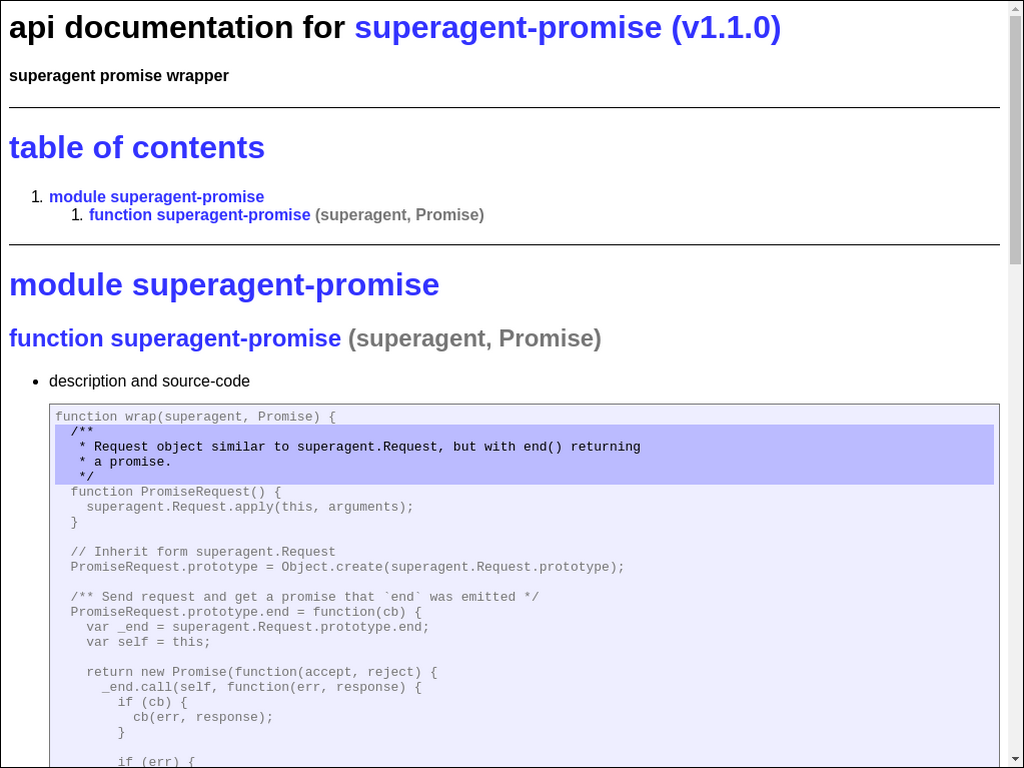 api documentation for superagent-promise (v1.1.0)
superagent promise wrapper
table of contents
1. module superagent-promise
1. function superagent-promise (superagent, Promise)
module superagent-promise
function superagent-promise (superagent, Promise)
• description and source-code
function wrap(superagent, Promise) {
  /**
   * Request object similar to superagent.Request, but with end() returning
   * a promise.
   */
  function PromiseRequest() {
    superagent.Request.apply(this, arguments);
  }
  // Inherit form superagent.Request
  PromiseRequest.prototype = Object.create(superagent.Request.prototype);
  /** Send request and get a promise that `end` was emitted */
  PromiseRequest.prototype.end = function(cb) {
    var _end = superagent.Request.prototype.end;
    var self = this;
    return new Promise(function(accept, reject) {
      _end.call(self, function(err, response) {
        if (cb) {
          cb(err, response);
        }
        if (err) {